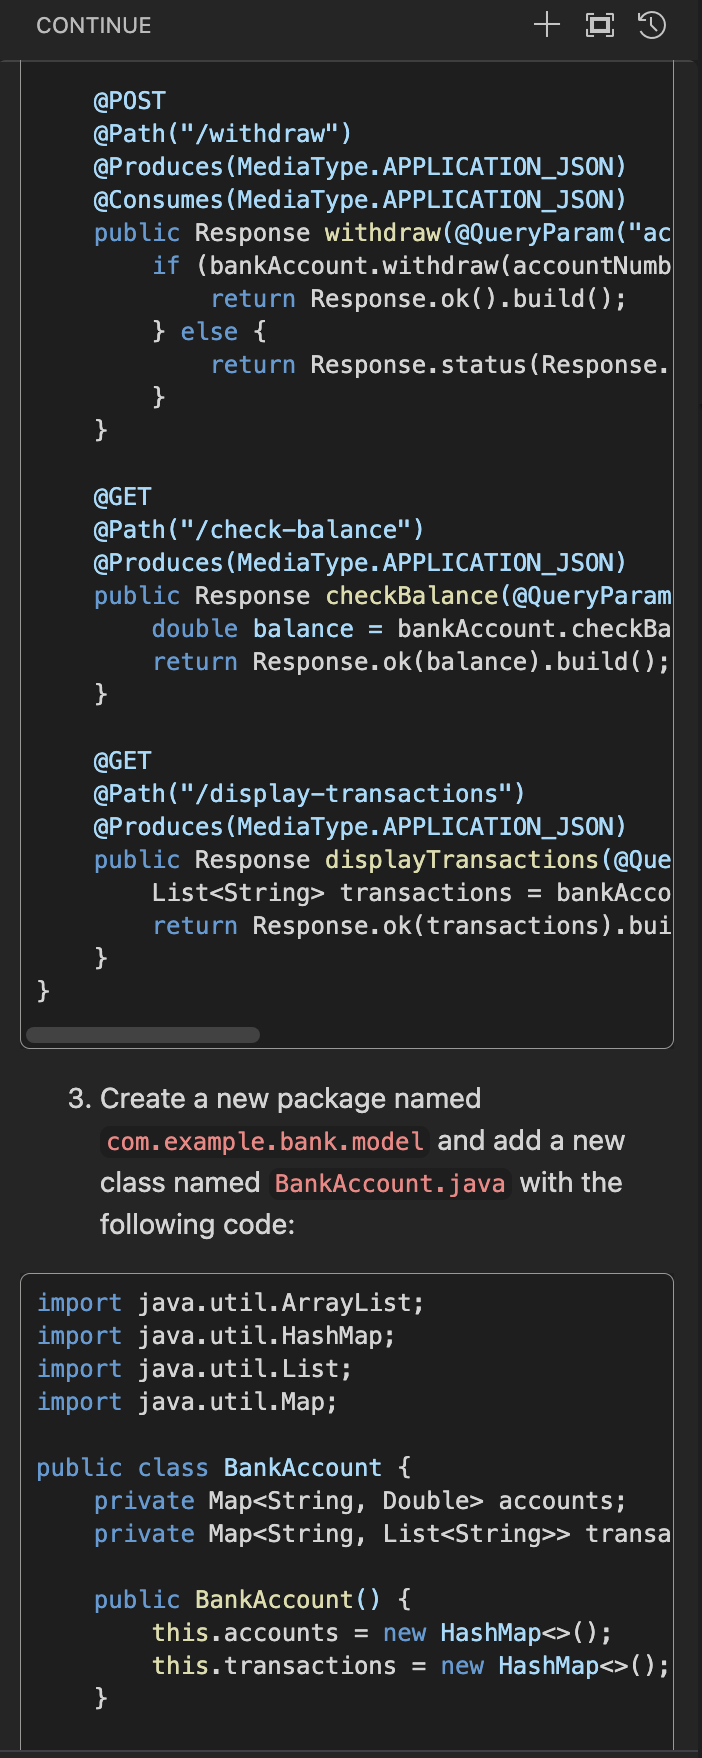 CONTINUE
@POST
@Path("/withdraw")
@Produces(MediaType.APPLICATION_JSON)
@Consumes(MediaType.APPLICATION_JSON)
public Response withdraw(@QueryParam("ac
if (bankAccount.withdraw(accountNumb
return Response.ok().build();
} else {
return Response.status(Response.
}
}
@GET
@Path("/check-balance")
@Produces(MediaType.APPLICATION_JSON)
public Response checkBalance(@QueryParam
double balance = bankAccount.checkBa
return Response.ok(balance).build();
}
@GET
@Path("/display-transactions")
@Produces(MediaType.APPLICATION_JSON)
public Response displayTransactions(@Que
List<String> transactions = bankAcco
return Response.ok(transactions).bui
}
}
3. Create a new package named
com.example.bank.model and add a new
class named BankAccount.java with the
following code:
import java.util.ArrayList;
import java.util.HashMap;
import java.util.List;
import java.util.Map;
public class BankAccount {
private Map<String, Double> accounts;
private Map<String, List<String>> transa
public BankAccount() {
this.accounts = new HashMap<>();
this.transactions = new HashMap<>();
}